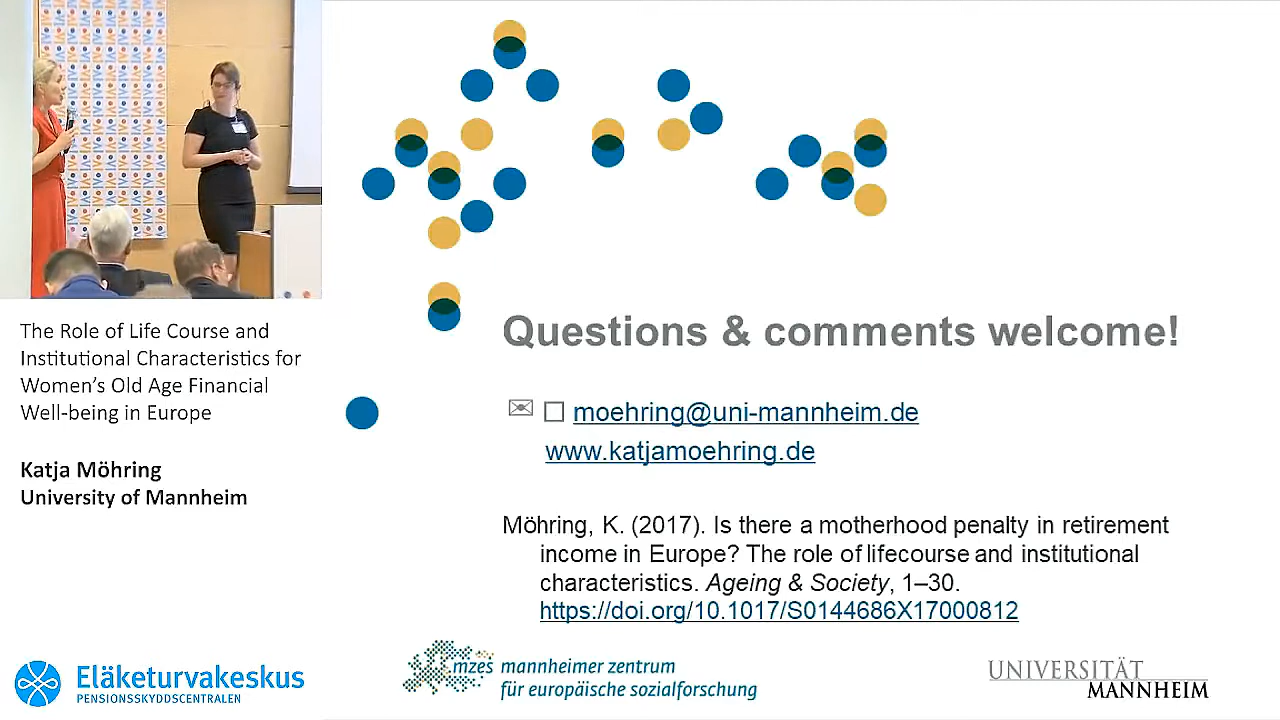 The Role of Life Course and
Institutional Characteristics for
Women's Old Age Financial
Well-being in Europe
Katja Möhring
University of Mannheim
Eläketurvakeskus
PENSIONSSKYDDSCENTRALEN
Questions & comments welcome!
moehring@uni-mannheim.de
www.katjamoehring.de
Möhring, K. (2017). Is there a motherhood penalty in retirement
income in Europe? The role of lifecourse and institutional
characteristics. Ageing & Society, 1–30.
https://doi.org/10.1017/S0144686X17000812
mzes mannheimer zentrum
für europäische sozialforschung
UNIVERSITÄT
MANNHEIM